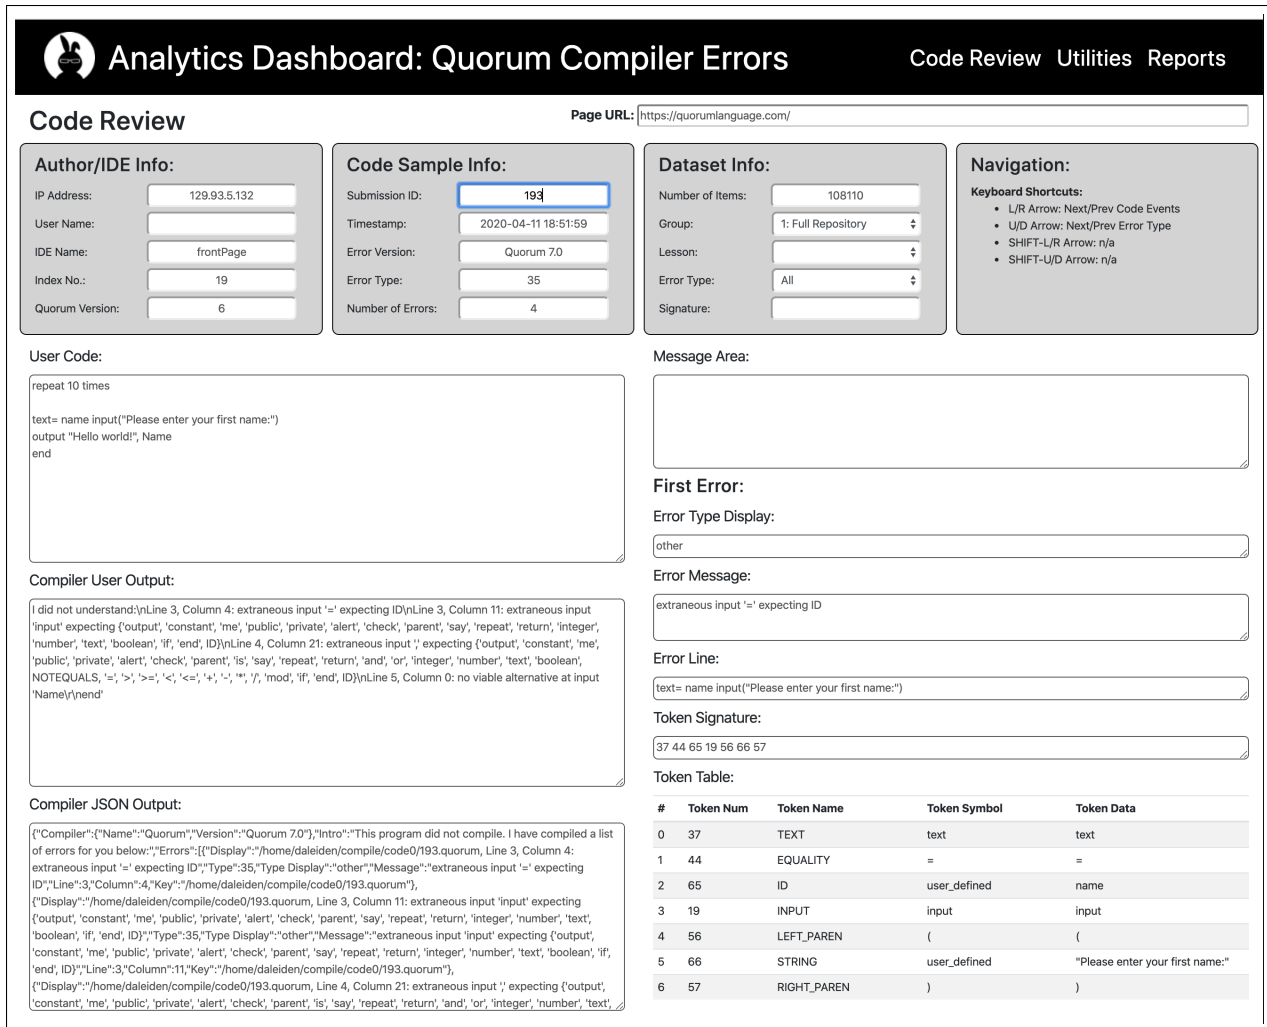 Analytics Dashboard: Quorum Compiler Errors
Code Review Utilities Reports
Code Review
Page URL: https://quorumlanguage.com/
Author/IDE Info:
IP Address: 129.93.5.132
User Name:
IDE Name: frontPage
Index No.: 19
Quorum Version: 6
Code Sample Info:
Submission ID: 193
Timestamp: 2020-04-11 18:51:59
Error Version: Quorum 7.0
Error Type: 35
Number of Errors: 4
Dataset Info:
Number of Items: 108110
Group: 1: Full Repository
Lesson:
Error Type: All
Signature:
Navigation:
Keyboard Shortcuts:
• L/R Arrow: Next/Prev Code Events
• U/D Arrow: Next/Prev Error Type
• SHIFT-L/R Arrow: n/a
• SHIFT-U/D Arrow: n/a
User Code:
repeat 10 times
text= name input("Please enter your first name:")
output "Hello world!", Name
end
Compiler User Output:
I did not understand:\nLine 3, Column 4: extraneous input '=' expecting ID\nLine 3, Column 11: extraneous input
'input' expecting {'output', 'constant', 'me', 'public', 'private', 'alert', 'check', 'parent', 'say', 'repeat', 'return', 'integer',
'number', 'text', 'boolean', 'if', 'end', ID}\nLine 4, Column 21: extraneous input ',' expecting {'output', 'constant', 'me',
'public', 'private', 'alert', 'check', 'parent', 'is', 'say', 'repeat', 'return', 'and', 'or', 'integer', 'number', 'text', 'boolean',
NOTEQUALS, '=', '>', '>=', '<', '<=', '+', '-', '*', '/', 'mod', 'if', 'end', ID}\nLine 5, Column 0: no viable alternative at input
'Name\r\nend'
Compiler JSON Output:
{"Compiler":{"Name":"Quorum","Version":"Quorum 7.0"},"Intro":"This program did not compile. I have compiled a list
of errors for you below:","Errors":[{"Display":"/home/daleiden/compile/code0/193.quorum, Line 3, Column 4:
extraneous input '=' expecting ID","Type":35,"Type Display":"other","Message":"extraneous input '=' expecting
ID","Line":3,"Column":4,"Key":"/home/daleiden/compile/code0/193.quorum"},
{"Display":"/home/daleiden/compile/code0/193.quorum, Line 3, Column 11: extraneous input 'input' expecting
{'output', 'constant', 'me', 'public', 'private', 'alert', 'check', 'parent', 'say', 'repeat', 'return', 'integer', 'number', 'text',
'boolean', 'if', 'end', ID}","Type":35,"Type Display":"other","Message":"extraneous input 'input' expecting {'output',
'constant', 'me', 'public', 'private', 'alert', 'check', 'parent', 'say', 'repeat', 'return', 'integer', 'number', 'text', 'boolean', 'if',
'end', ID}","Line":3,"Column":11,"Key":"/home/daleiden/compile/code0/193.quorum"},
{"Display":"/home/daleiden/compile/code0/193.quorum, Line 4, Column 21: extraneous input ',' expecting {'output',
'constant', 'me', 'public', 'private', 'alert', 'check', 'parent', 'is', 'say', 'repeat', 'return', 'and', 'or', 'integer', 'number', 'text',
Message Area:
First Error:
Error Type Display:
other
Error Message:
extraneous input '=' expecting ID
Error Line:
text= name input("Please enter your first name:")
Token Signature:
37 44 65 19 56 66 57
Token Table:
# Token Num Token Name Token Symbol Token Data
0 37 TEXT text text
1 44 EQUALITY = =
2 65 ID user_defined name
3 19 INPUT input input
4 56 LEFT_PAREN ( (
5 66 STRING user_defined "Please enter your first name:"
6 57 RIGHT_PAREN ) )